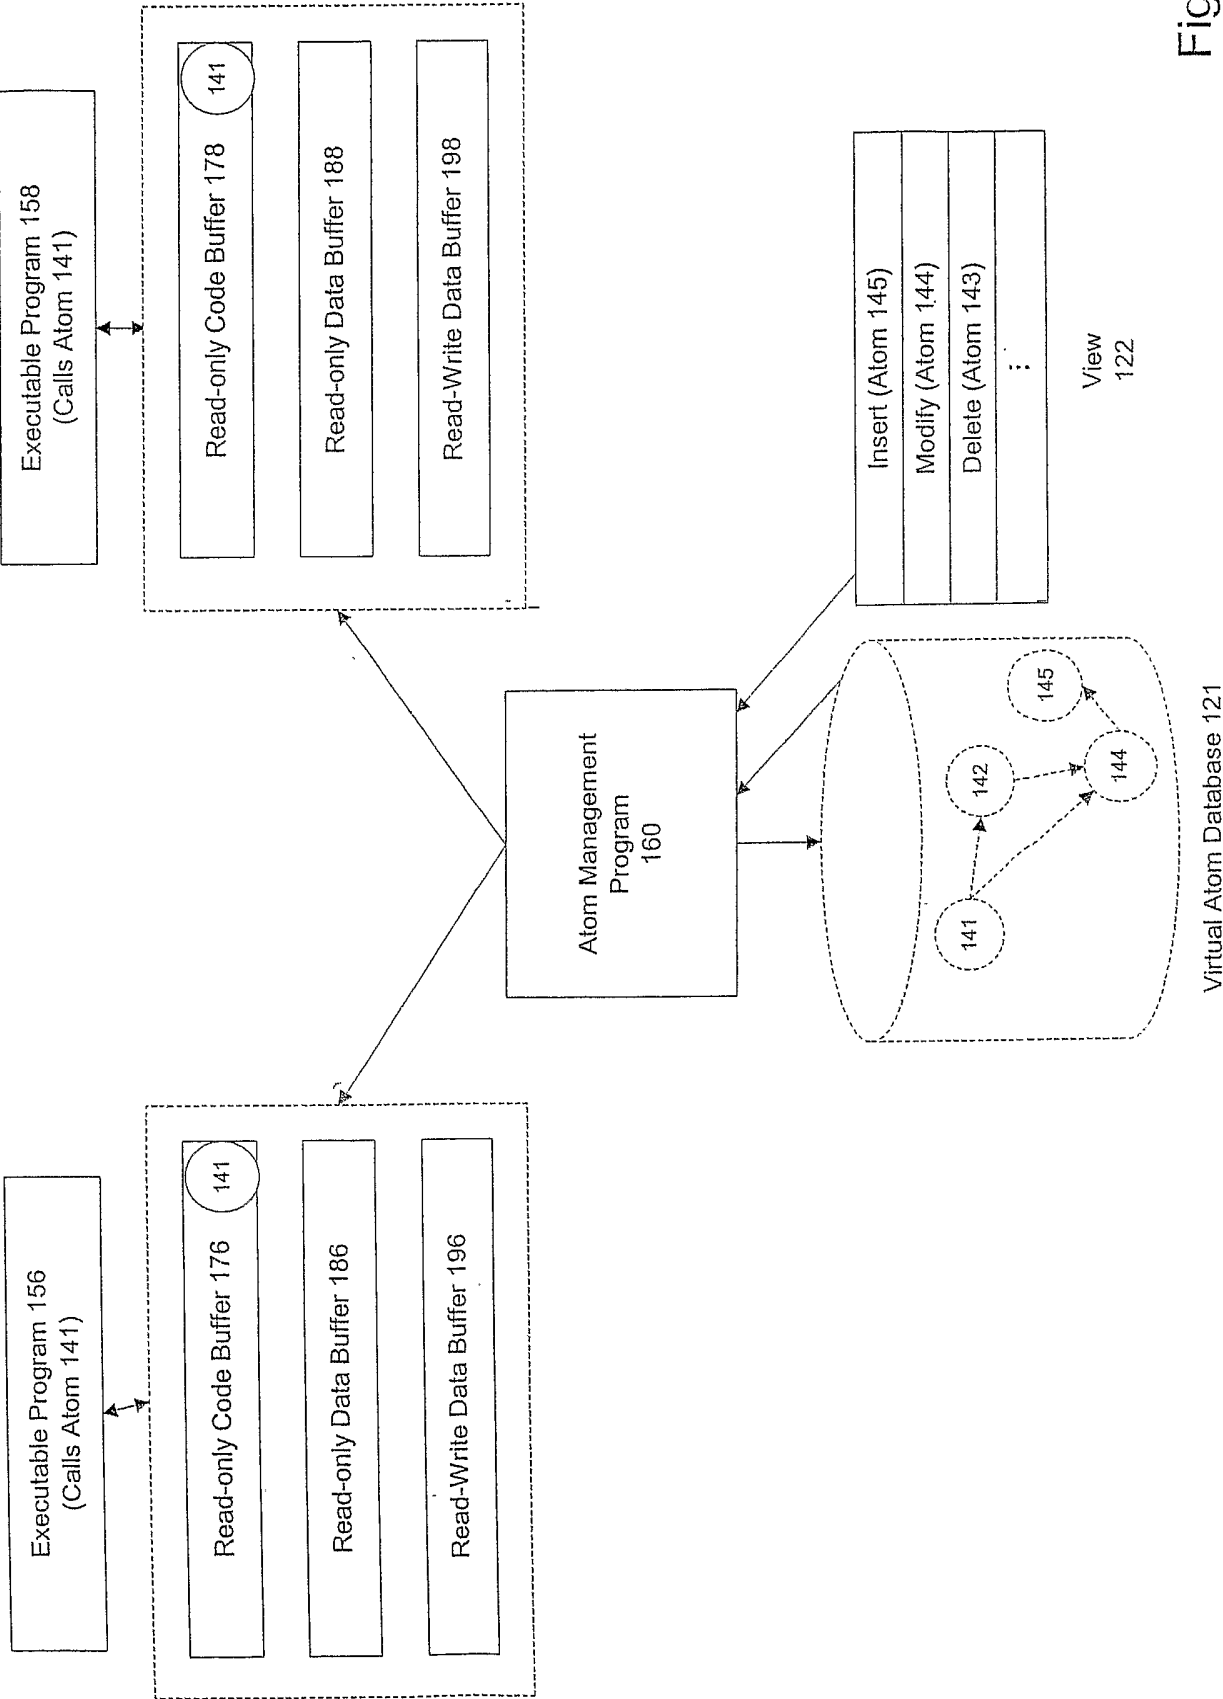 Executable Program 156
(Calls Atom 141)
Read-only Code Buffer 176
141
Read-only Data Buffer 186
Read-Write Data Buffer 196
Executable Program 158
(Calls Atom 141)
Read-only Code Buffer 178
141
Read-only Data Buffer 188
Read-Write Data Buffer 198
Atom Management
Program
160
141
142
144
145
Virtual Atom Database 121
Insert (Atom 145)
Modify (Atom 144)
Delete (Atom 143)
⋮
View
122